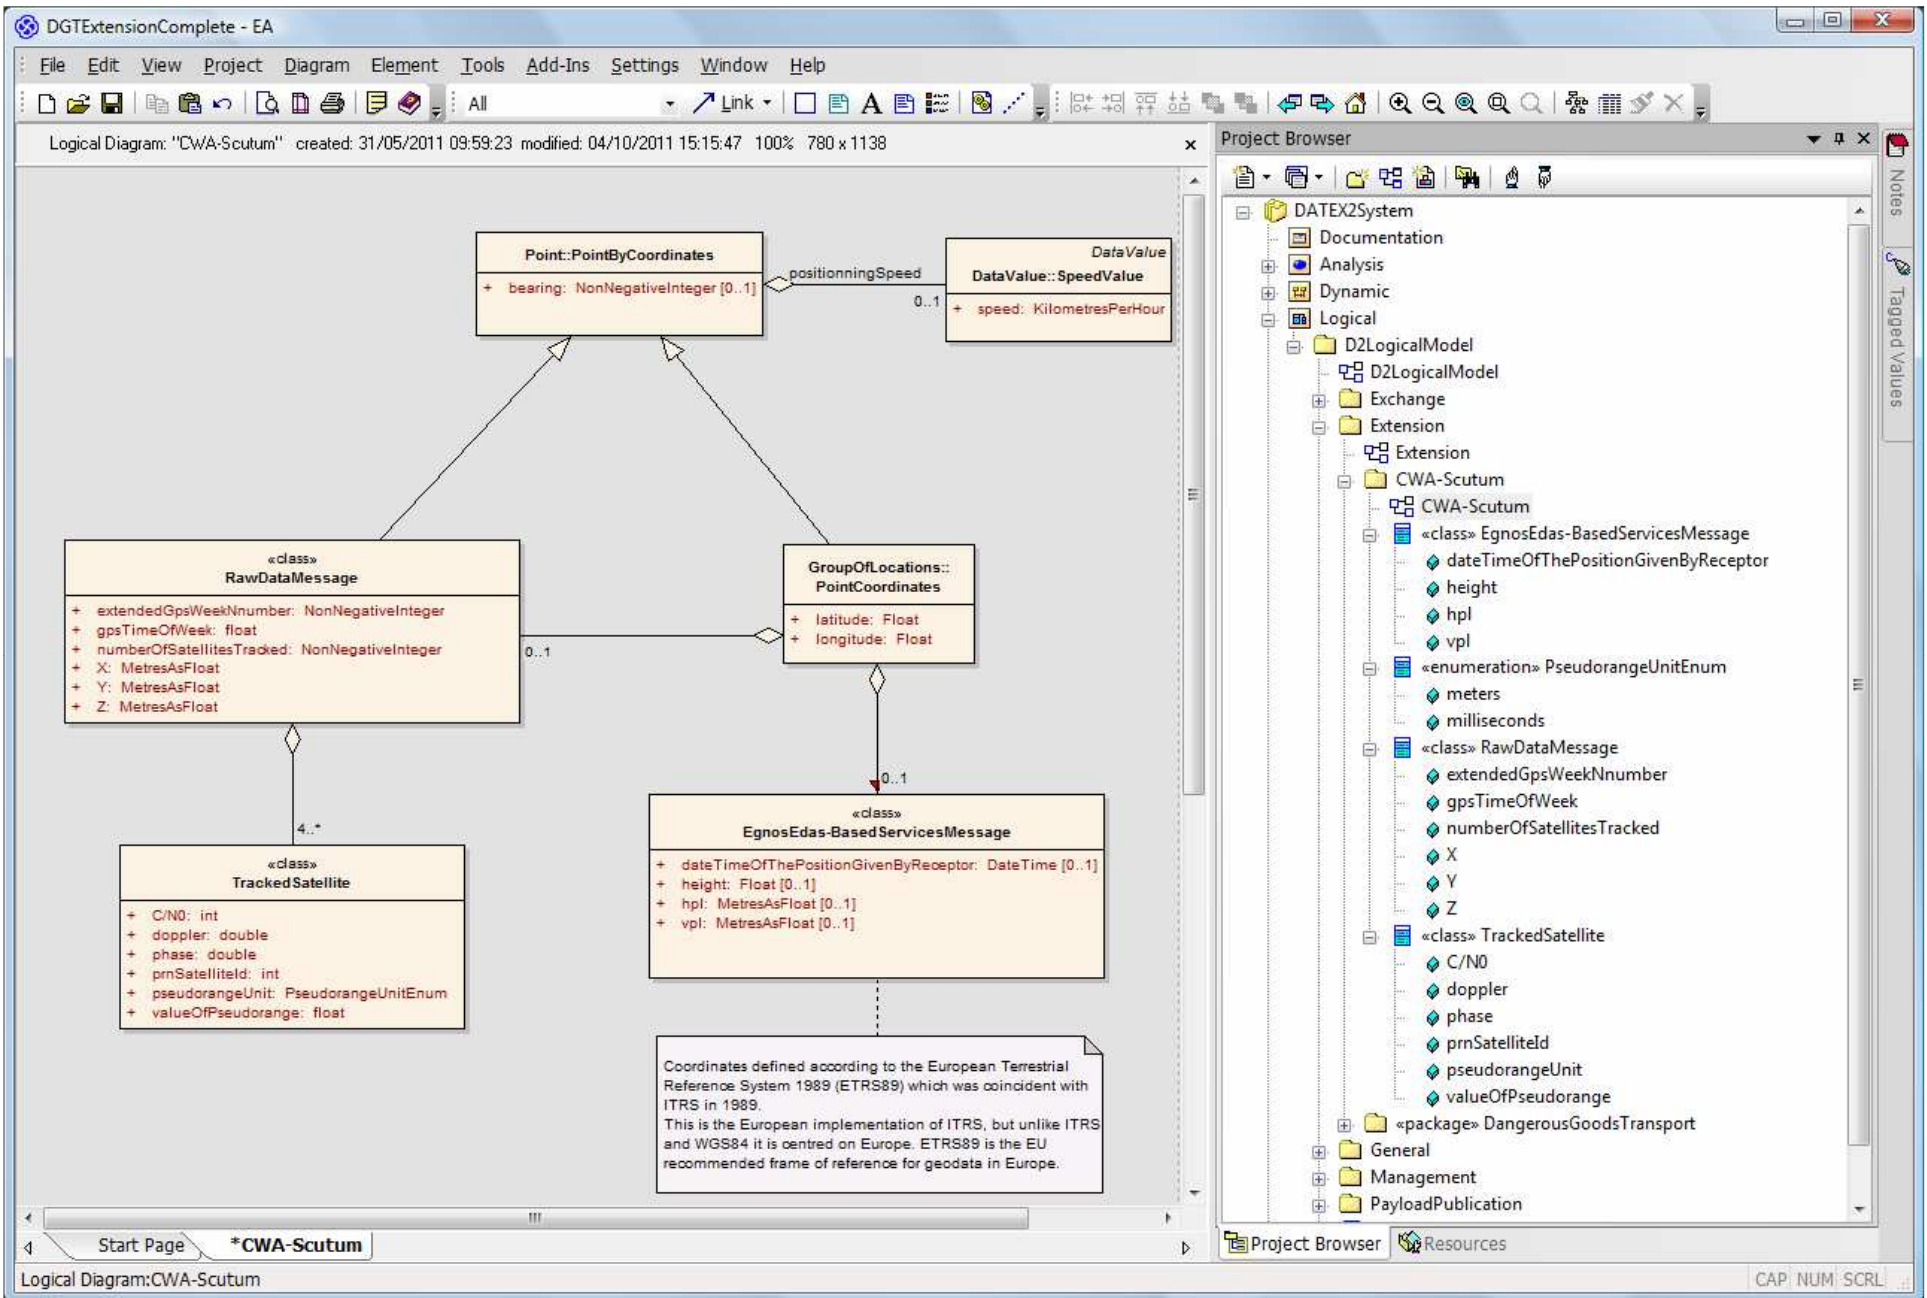 DGTExtensionComplete - EA
File Edit View Project Diagram Element Tools Add-Ins Settings Window Help
All
Link
A
Logical Diagram: "CWA-Scutum" created: 31/05/2011 09:59:23 modified: 04/10/2011 15:15:47 100% 780 x 1138
Point::PointByCoordinates
+ bearing: NonNegativeInteger [0..1]
positionningSpeed
0..1
DataValue
DataValue::SpeedValue
+ speed: KilometresPerHour
«class»
RawDataMessage
+ extendedGpsWeekNnumber: NonNegativeInteger
+ gpsTimeOfWeek: float
+ numberOfSatellitesTracked: NonNegativeInteger
+ X: MetresAsFloat
+ Y: MetresAsFloat
+ Z: MetresAsFloat
0..1
GroupOfLocations::
PointCoordinates
+ latitude: Float
+ longitude: Float
4..*
0..1
«class»
TrackedSatellite
+ C/N0: int
+ doppler: double
+ phase: double
+ prnSatelliteId: int
+ pseudorangeUnit: PseudorangeUnitEnum
+ valueOfPseudorange: float
«class»
EgnosEdas-BasedServicesMessage
+ dateTimeOfThePositionGivenByReceptor: DateTime [0..1]
+ height: Float [0..1]
+ hpl: MetresAsFloat [0..1]
+ vpl: MetresAsFloat [0..1]
Coordinates defined according to the European Terrestrial
Reference System 1989 (ETRS89) which was coincident with
ITRS in 1989.
This is the European implementation of ITRS, but unlike ITRS
and WGS84 it is centred on Europe. ETRS89 is the EU
recommended frame of reference for geodata in Europe.
Start Page
*CWA-Scutum
Logical Diagram:CWA-Scutum
Project Browser
DATEX2System
Documentation
Analysis
Dynamic
Logical
D2LogicalModel
D2LogicalModel
Exchange
Extension
Extension
CWA-Scutum
CWA-Scutum
«class» EgnosEdas-BasedServicesMessage
dateTimeOfThePositionGivenByReceptor
height
hpl
vpl
«enumeration» PseudorangeUnitEnum
meters
milliseconds
«class» RawDataMessage
extendedGpsWeekNnumber
gpsTimeOfWeek
numberOfSatellitesTracked
X
Y
Z
«class» TrackedSatellite
C/N0
doppler
phase
prnSatelliteId
pseudorangeUnit
valueOfPseudorange
«package» DangerousGoodsTransport
General
Management
PayloadPublication
Project Browser
Resources
CAP NUM SCRL
Notes
Tagged Values